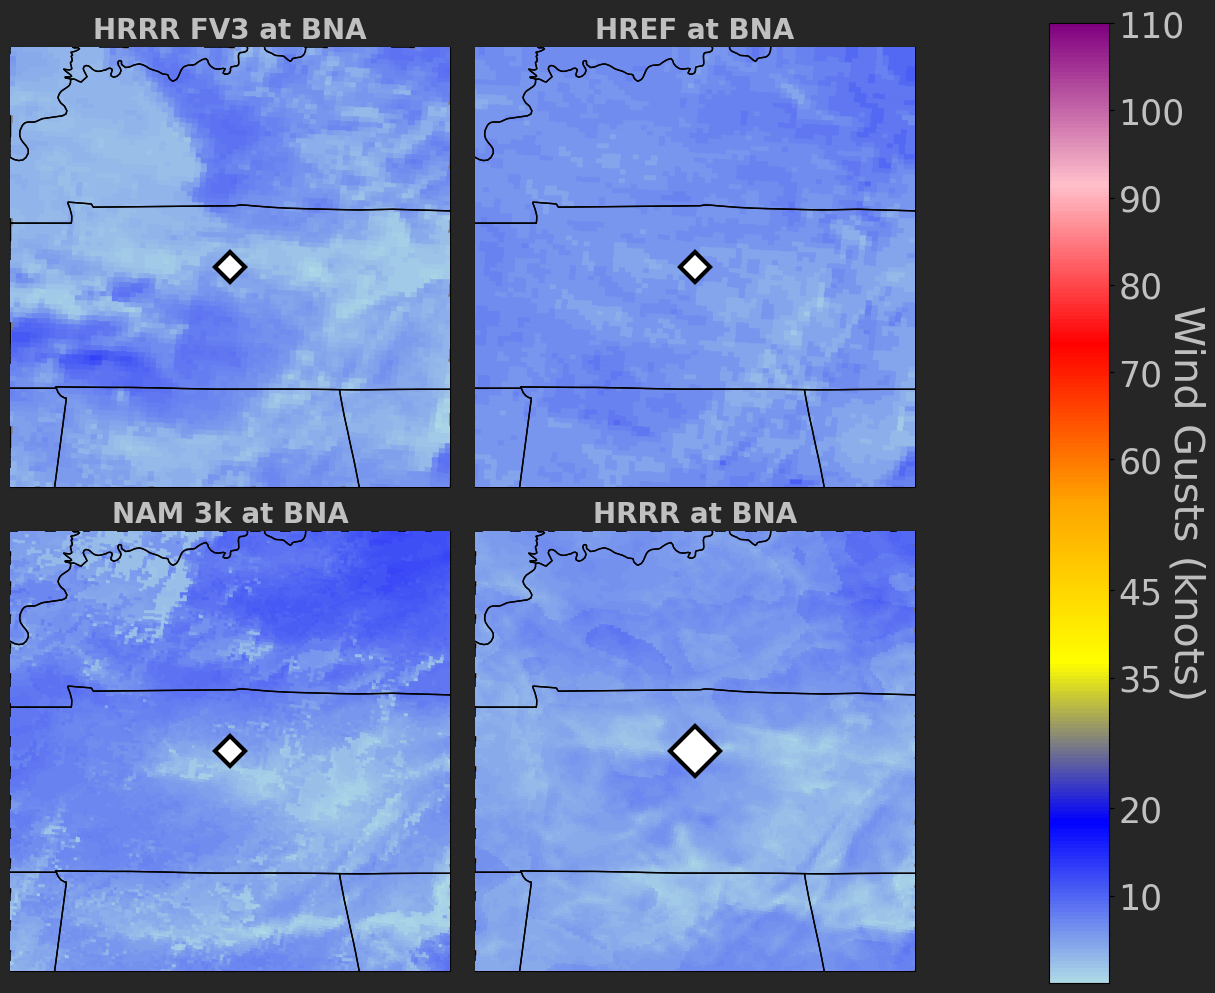 HRRR FV3 at BNA
HREF at BNA
NAM 3k at BNA
HRRR at BNA
110
100
90
80
70
60
45
35
20
10
Wind Gusts (knots)